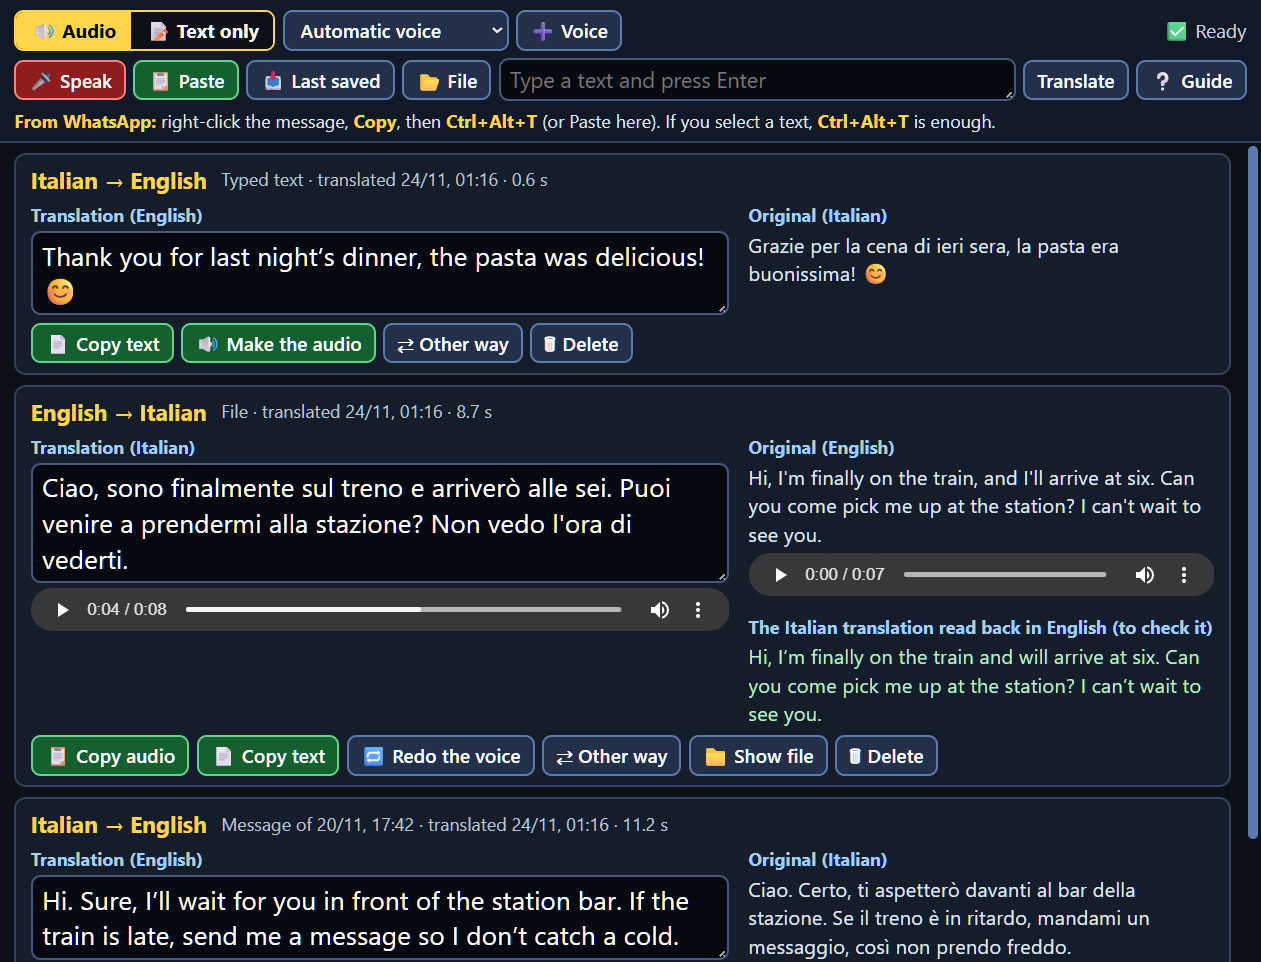 Audio Text only Automatic voice Voice Ready
Speak Paste Last saved File Type a text and press Enter Translate ? Guide
From WhatsApp: right-click the message, Copy, then Ctrl+Alt+T (or Paste here). If you select a text, Ctrl+Alt+T is enough.
Italian → English Typed text · translated 24/11, 01:16 · 0.6 s
Translation (English)
Thank you for last night’s dinner, the pasta was delicious!
😊
Original (Italian)
Grazie per la cena di ieri sera, la pasta era
buonissima! 😊
Copy text Make the audio ⇄ Other way Delete
English → Italian File · translated 24/11, 01:16 · 8.7 s
Translation (Italian)
Ciao, sono finalmente sul treno e arriverò alle sei. Puoi
venire a prendermi alla stazione? Non vedo l'ora di
vederti.
0:04 / 0:08
Original (English)
Hi, I'm finally on the train, and I'll arrive at six. Can
you come pick me up at the station? I can't wait to
see you.
0:00 / 0:07
The Italian translation read back in English (to check it)
Hi, I’m finally on the train and will arrive at six. Can
you come pick me up at the station? I can’t wait to
see you.
Copy audio Copy text Redo the voice ⇄ Other way Show file Delete
Italian → English Message of 20/11, 17:42 · translated 24/11, 01:16 · 11.2 s
Translation (English)
Hi. Sure, I’ll wait for you in front of the station bar. If the
train is late, send me a message so I don’t catch a cold.
Original (Italian)
Ciao. Certo, ti aspetterò davanti al bar della
stazione. Se il treno è in ritardo, mandami un
messaggio, così non prendo freddo.